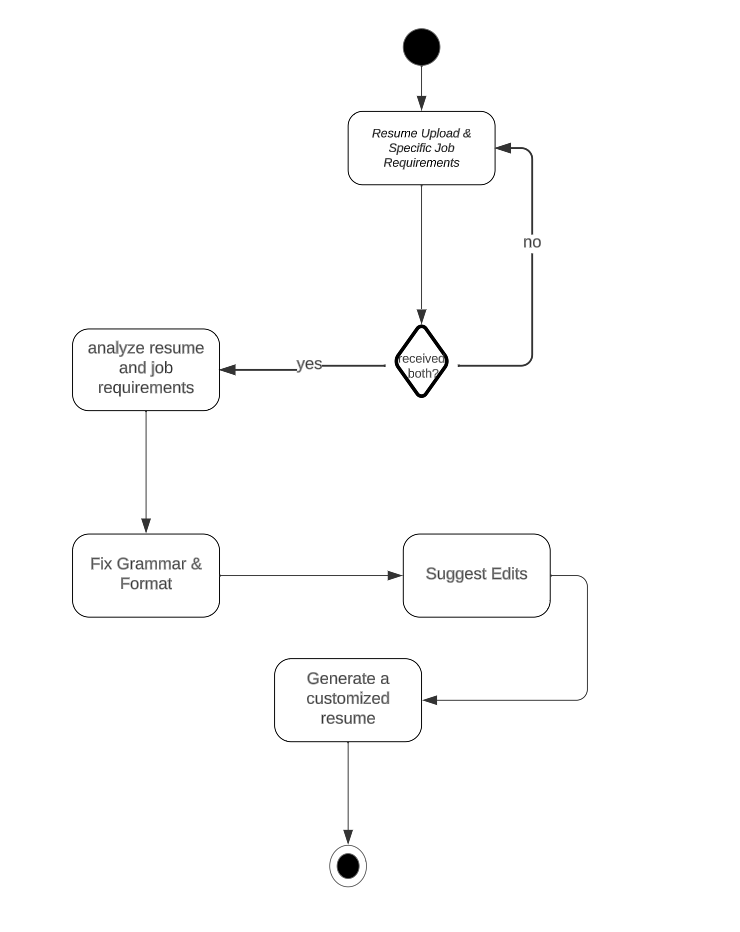 Resume Upload &
Specific Job
Requirements
no
received
both?
yes
analyze resume
and job
requirements
Fix Grammar &
Format
Suggest Edits
Generate a
customized
resume